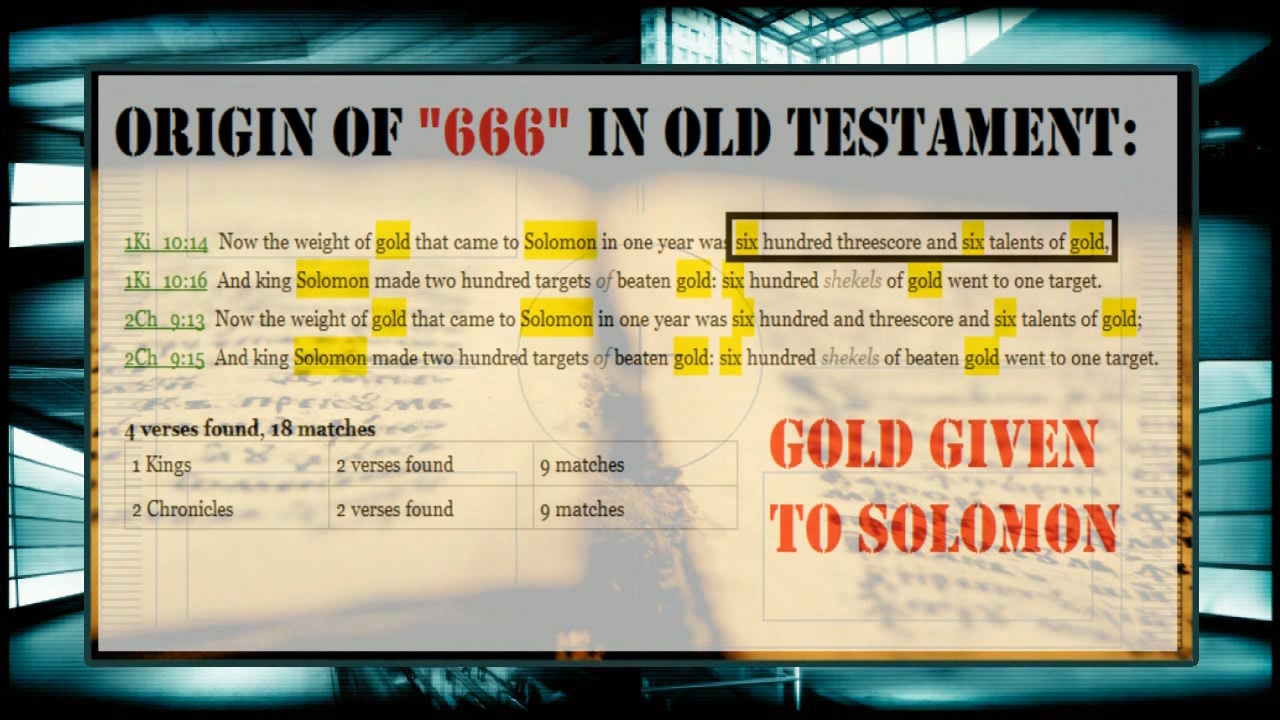 ORIGIN OF "666" IN OLD TESTAMENT:
1Ki 10:14 Now the weight of gold that came to Solomon in one year was six hundred threescore and six talents of gold,
1Ki 10:16 And king Solomon made two hundred targets of beaten gold: six hundred shekels of gold went to one target.
2Ch 9:13 Now the weight of gold that came to Solomon in one year was six hundred and threescore and six talents of gold;
2Ch 9:15 And king Solomon made two hundred targets of beaten gold: six hundred shekels of beaten gold went to one target.
4 verses found, 18 matches
1 Kings 2 verses found 9 matches
2 Chronicles 2 verses found 9 matches
GOLD GIVEN
TO SOLOMON